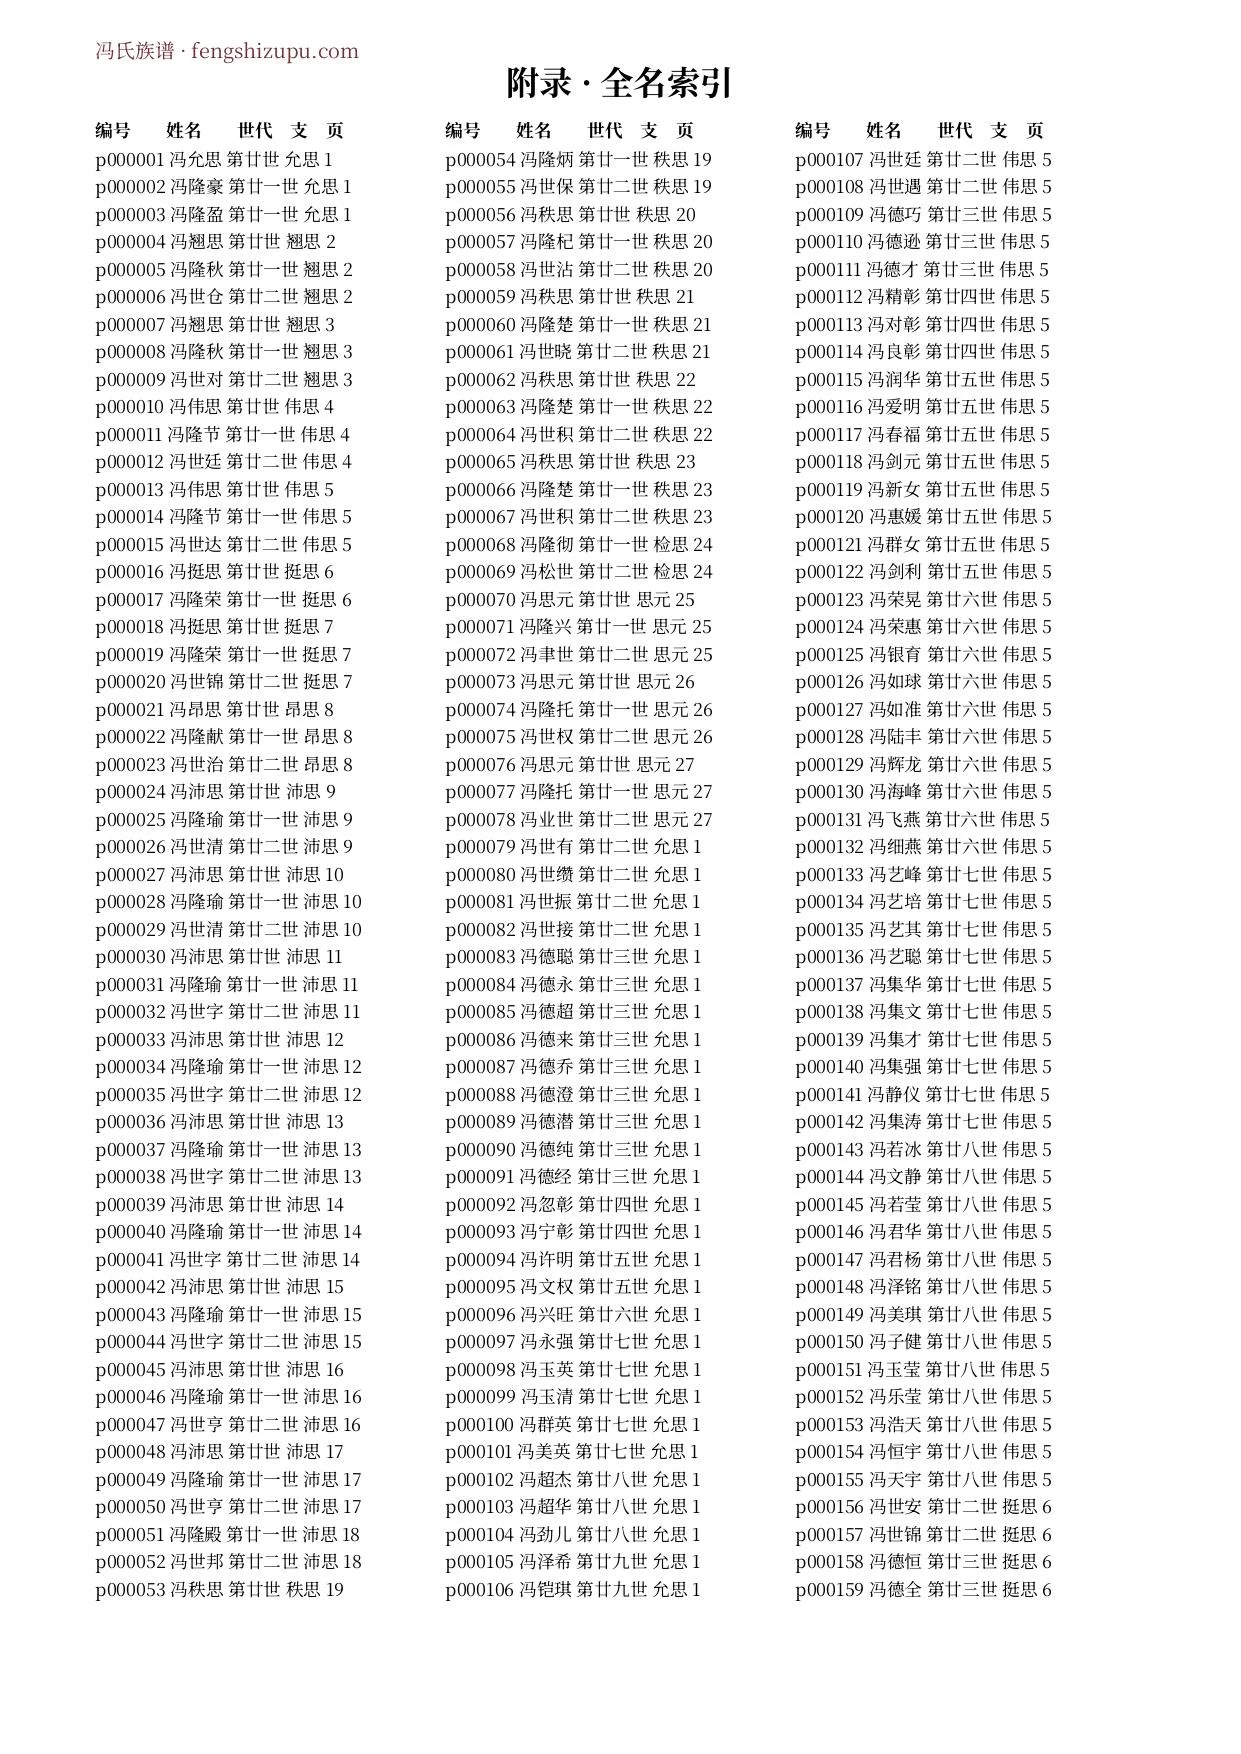 冯氏族谱 · fengshizupu.com
附录 · 全名索引
编号 姓名 世代 支 页
p000001 冯允思 第廿世 允思 1
p000002 冯隆豪 第廿一世 允思 1
p000003 冯隆盈 第廿一世 允思 1
p000004 冯翘思 第廿世 翘思 2
p000005 冯隆秋 第廿一世 翘思 2
p000006 冯世仓 第廿二世 翘思 2
p000007 冯翘思 第廿世 翘思 3
p000008 冯隆秋 第廿一世 翘思 3
p000009 冯世对 第廿二世 翘思 3
p000010 冯伟思 第廿世 伟思 4
p000011 冯隆节 第廿一世 伟思 4
p000012 冯世廷 第廿二世 伟思 4
p000013 冯伟思 第廿世 伟思 5
p000014 冯隆节 第廿一世 伟思 5
p000015 冯世达 第廿二世 伟思 5
p000016 冯挺思 第廿世 挺思 6
p000017 冯隆荣 第廿一世 挺思 6
p000018 冯挺思 第廿世 挺思 7
p000019 冯隆荣 第廿一世 挺思 7
p000020 冯世锦 第廿二世 挺思 7
p000021 冯昂思 第廿世 昂思 8
p000022 冯隆献 第廿一世 昂思 8
p000023 冯世治 第廿二世 昂思 8
p000024 冯沛思 第廿世 沛思 9
p000025 冯隆瑜 第廿一世 沛思 9
p000026 冯世清 第廿二世 沛思 9
p000027 冯沛思 第廿世 沛思 10
p000028 冯隆瑜 第廿一世 沛思 10
p000029 冯世清 第廿二世 沛思 10
p000030 冯沛思 第廿世 沛思 11
p000031 冯隆瑜 第廿一世 沛思 11
p000032 冯世字 第廿二世 沛思 11
p000033 冯沛思 第廿世 沛思 12
p000034 冯隆瑜 第廿一世 沛思 12
p000035 冯世字 第廿二世 沛思 12
p000036 冯沛思 第廿世 沛思 13
p000037 冯隆瑜 第廿一世 沛思 13
p000038 冯世字 第廿二世 沛思 13
p000039 冯沛思 第廿世 沛思 14
p000040 冯隆瑜 第廿一世 沛思 14
p000041 冯世字 第廿二世 沛思 14
p000042 冯沛思 第廿世 沛思 15
p000043 冯隆瑜 第廿一世 沛思 15
p000044 冯世字 第廿二世 沛思 15
p000045 冯沛思 第廿世 沛思 16
p000046 冯隆瑜 第廿一世 沛思 16
p000047 冯世亨 第廿二世 沛思 16
p000048 冯沛思 第廿世 沛思 17
p000049 冯隆瑜 第廿一世 沛思 17
p000050 冯世亨 第廿二世 沛思 17
p000051 冯隆殿 第廿一世 沛思 18
p000052 冯世邦 第廿二世 沛思 18
p000053 冯秩思 第廿世 秩思 19
编号 姓名 世代 支 页
p000054 冯隆炳 第廿一世 秩思 19
p000055 冯世保 第廿二世 秩思 19
p000056 冯秩思 第廿世 秩思 20
p000057 冯隆杞 第廿一世 秩思 20
p000058 冯世沾 第廿二世 秩思 20
p000059 冯秩思 第廿世 秩思 21
p000060 冯隆楚 第廿一世 秩思 21
p000061 冯世晓 第廿二世 秩思 21
p000062 冯秩思 第廿世 秩思 22
p000063 冯隆楚 第廿一世 秩思 22
p000064 冯世积 第廿二世 秩思 22
p000065 冯秩思 第廿世 秩思 23
p000066 冯隆楚 第廿一世 秩思 23
p000067 冯世积 第廿二世 秩思 23
p000068 冯隆彻 第廿一世 检思 24
p000069 冯松世 第廿二世 检思 24
p000070 冯思元 第廿世 思元 25
p000071 冯隆兴 第廿一世 思元 25
p000072 冯聿世 第廿二世 思元 25
p000073 冯思元 第廿世 思元 26
p000074 冯隆托 第廿一世 思元 26
p000075 冯世权 第廿二世 思元 26
p000076 冯思元 第廿世 思元 27
p000077 冯隆托 第廿一世 思元 27
p000078 冯业世 第廿二世 思元 27
p000079 冯世有 第廿二世 允思 1
p000080 冯世缵 第廿二世 允思 1
p000081 冯世振 第廿二世 允思 1
p000082 冯世接 第廿二世 允思 1
p000083 冯德聪 第廿三世 允思 1
p000084 冯德永 第廿三世 允思 1
p000085 冯德超 第廿三世 允思 1
p000086 冯德来 第廿三世 允思 1
p000087 冯德乔 第廿三世 允思 1
p000088 冯德澄 第廿三世 允思 1
p000089 冯德潜 第廿三世 允思 1
p000090 冯德纯 第廿三世 允思 1
p000091 冯德经 第廿三世 允思 1
p000092 冯忽彰 第廿四世 允思 1
p000093 冯宁彰 第廿四世 允思 1
p000094 冯许明 第廿五世 允思 1
p000095 冯文权 第廿五世 允思 1
p000096 冯兴旺 第廿六世 允思 1
p000097 冯永强 第廿七世 允思 1
p000098 冯玉英 第廿七世 允思 1
p000099 冯玉清 第廿七世 允思 1
p000100 冯群英 第廿七世 允思 1
p000101 冯美英 第廿七世 允思 1
p000102 冯超杰 第廿八世 允思 1
p000103 冯超华 第廿八世 允思 1
p000104 冯劲儿 第廿八世 允思 1
p000105 冯泽希 第廿九世 允思 1
p000106 冯铠琪 第廿九世 允思 1
编号 姓名 世代 支 页
p000107 冯世廷 第廿二世 伟思 5
p000108 冯世遇 第廿二世 伟思 5
p000109 冯德巧 第廿三世 伟思 5
p000110 冯德逊 第廿三世 伟思 5
p000111 冯德才 第廿三世 伟思 5
p000112 冯精彰 第廿四世 伟思 5
p000113 冯对彰 第廿四世 伟思 5
p000114 冯良彰 第廿四世 伟思 5
p000115 冯润华 第廿五世 伟思 5
p000116 冯爱明 第廿五世 伟思 5
p000117 冯春福 第廿五世 伟思 5
p000118 冯剑元 第廿五世 伟思 5
p000119 冯新女 第廿五世 伟思 5
p000120 冯惠媛 第廿五世 伟思 5
p000121 冯群女 第廿五世 伟思 5
p000122 冯剑利 第廿五世 伟思 5
p000123 冯荣晃 第廿六世 伟思 5
p000124 冯荣惠 第廿六世 伟思 5
p000125 冯银育 第廿六世 伟思 5
p000126 冯如球 第廿六世 伟思 5
p000127 冯如准 第廿六世 伟思 5
p000128 冯陆丰 第廿六世 伟思 5
p000129 冯辉龙 第廿六世 伟思 5
p000130 冯海峰 第廿六世 伟思 5
p000131 冯飞燕 第廿六世 伟思 5
p000132 冯细燕 第廿六世 伟思 5
p000133 冯艺峰 第廿七世 伟思 5
p000134 冯艺培 第廿七世 伟思 5
p000135 冯艺其 第廿七世 伟思 5
p000136 冯艺聪 第廿七世 伟思 5
p000137 冯集华 第廿七世 伟思 5
p000138 冯集文 第廿七世 伟思 5
p000139 冯集才 第廿七世 伟思 5
p000140 冯集强 第廿七世 伟思 5
p000141 冯静仪 第廿七世 伟思 5
p000142 冯集涛 第廿七世 伟思 5
p000143 冯若冰 第廿八世 伟思 5
p000144 冯文静 第廿八世 伟思 5
p000145 冯若莹 第廿八世 伟思 5
p000146 冯君华 第廿八世 伟思 5
p000147 冯君杨 第廿八世 伟思 5
p000148 冯泽铭 第廿八世 伟思 5
p000149 冯美琪 第廿八世 伟思 5
p000150 冯子健 第廿八世 伟思 5
p000151 冯玉莹 第廿八世 伟思 5
p000152 冯乐莹 第廿八世 伟思 5
p000153 冯浩天 第廿八世 伟思 5
p000154 冯恒宇 第廿八世 伟思 5
p000155 冯天宇 第廿八世 伟思 5
p000156 冯世安 第廿二世 挺思 6
p000157 冯世锦 第廿二世 挺思 6
p000158 冯德恒 第廿三世 挺思 6
p000159 冯德全 第廿三世 挺思 6